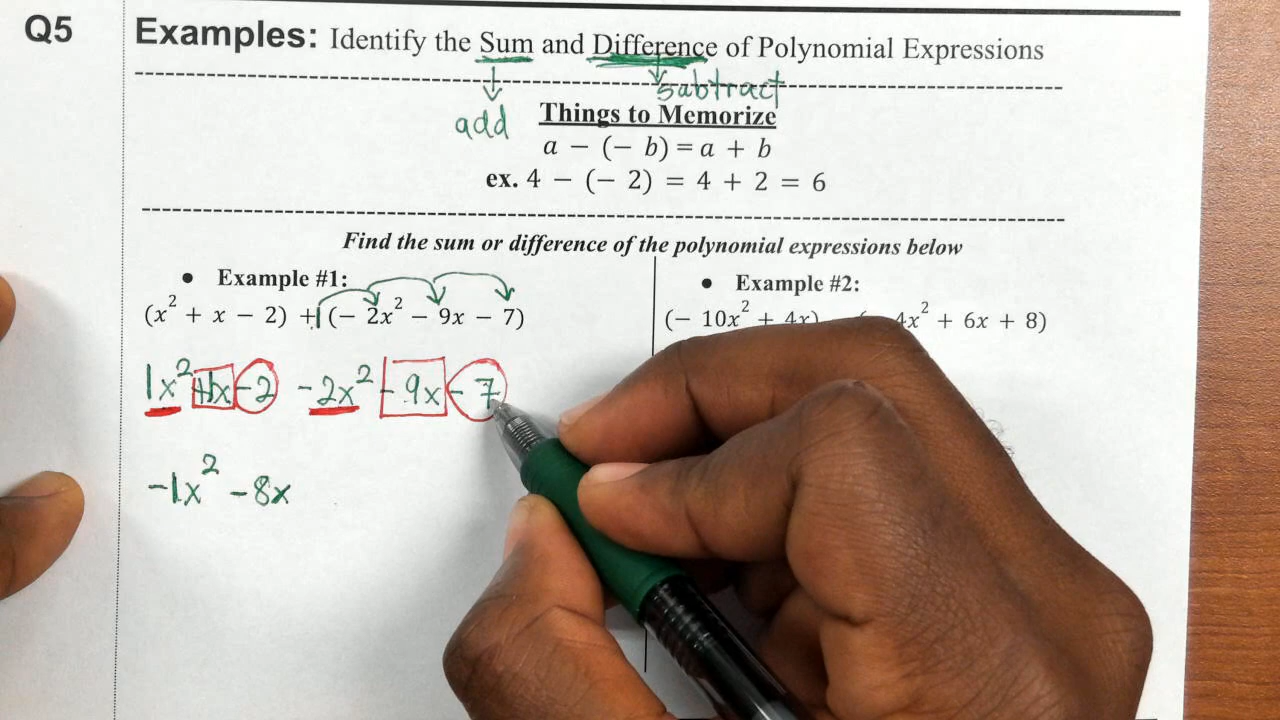 Q5
Examples: Identify the Sum and Difference of Polynomial Expressions
subtract
add
Things to Memorize
a − (− b) = a + b
ex. 4 − (− 2) = 4 + 2 = 6
Find the sum or difference of the polynomial expressions below
• Example #1:
(x² + x − 2) +1(− 2x² − 9x − 7)
1x² +1x -2 -2x² - 9x - 7
-1x² -8x
• Example #2:
(− 10x² + 4x) 4x² + 6x + 8)